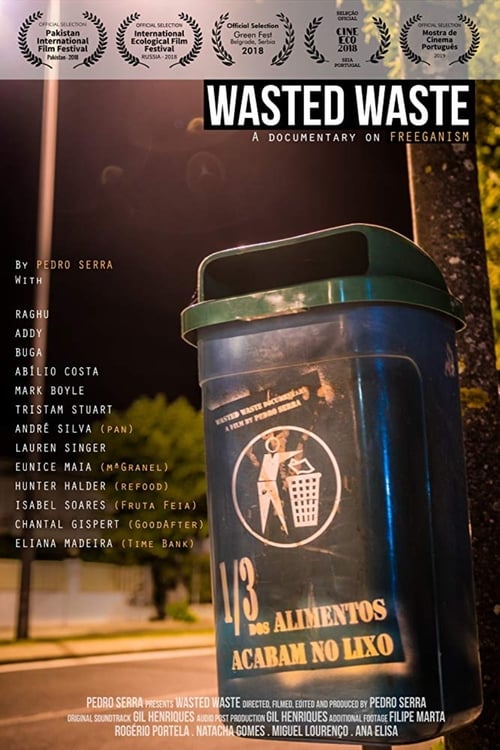 OFFICIAL SELECTION
Pakistan
International
Film Festival
Pakistan - 2018
OFFICIAL SELECTION
International
Ecological Film
Festival
RUSSIA - 2018
Official Selection
Green Fest
Belgrade, Serbia
2018
SELEÇÃO
OFICIAL
CINE
ECO
2018
SEIA
PORTUGAL
OFFICIAL SELECTION
Mostra de
Cinema
Português
2019
WASTED WASTE
A DOCUMENTARY ON FREEGANISM
BY PEDRO SERRA
WITH
RAGHU
ADDY
BUGA
ABÍLIO COSTA
MARK BOYLE
TRISTAM STUART
ANDRÉ SILVA (PAN)
LAUREN SINGER
EUNICE MAIA (MªGRANEL)
HUNTER HALDER (REFOOD)
ISABEL SOARES (FRUTA FEIA)
CHANTAL GISPERT (GOODAFTER)
ELIANA MADEIRA (TIME BANK)
WASTED WASTE DOCUMENTARY
A FILM BY PEDRO SERRA
1/3 DOS ALIMENTOS
ACABAM NO LIXO
PEDRO SERRA PRESENTS WASTED WASTE DIRECTED, FILMED, EDITED AND PRODUCED BY PEDRO SERRA
ORIGINAL SOUNDTRACK GIL HENRIQUES AUDIO POST PRODUCTION GIL HENRIQUES ADDITIONAL FOOTAGE FILIPE MARTA
ROGÉRIO PORTELA . NATACHA GOMES . MIGUEL LOURENÇO . ANA ELISA